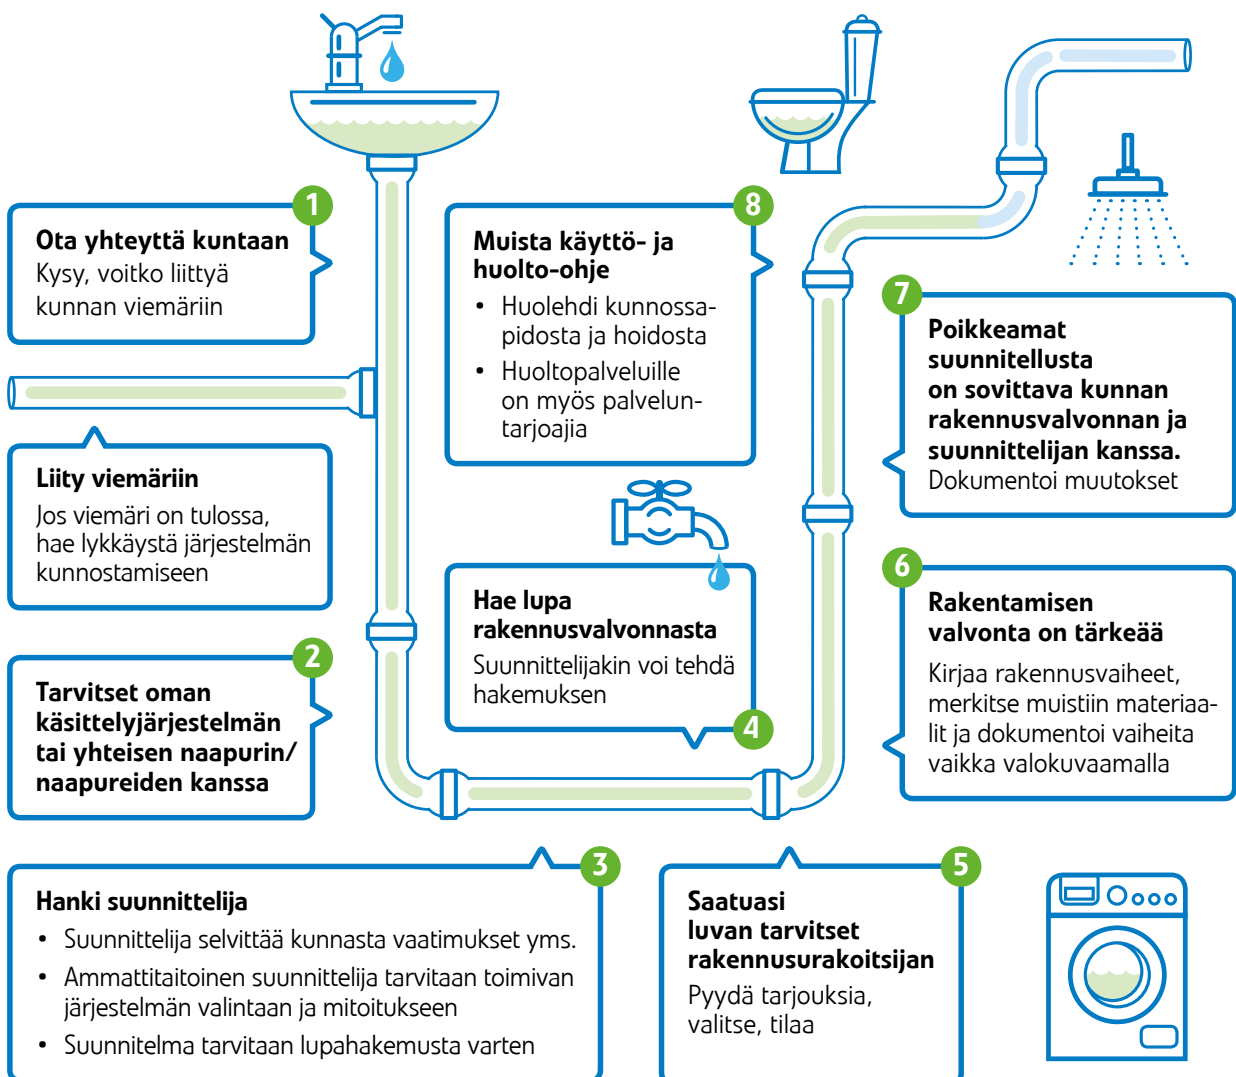 1
Ota yhteyttä kuntaan
Kysy, voitko liittyä
kunnan viemäriin
Liity viemäriin
Jos viemäri on tulossa,
hae lykkäystä järjestelmän
kunnostamiseen
2
Tarvitset oman
käsittelyjärjestelmän
tai yhteisen naapurin/
naapureiden kanssa
3
Hanki suunnittelija
• Suunnittelija selvittää kunnasta vaatimukset yms.
• Ammattitaitoinen suunnittelija tarvitaan toimivan
järjestelmän valintaan ja mitoitukseen
• Suunnitelma tarvitaan lupahakemusta varten
Hae lupa
rakennusvalvonnasta
Suunnittelijakin voi tehdä
hakemuksen
4
5
Saatuasi
luvan tarvitset
rakennusurakoitsijan
Pyydä tarjouksia,
valitse, tilaa
6
Rakentamisen
valvonta on tärkeää
Kirjaa rakennusvaiheet,
merkitse muistiin materiaa-
lit ja dokumentoi vaiheita
vaikka valokuvaamalla
7
Poikkeamat
suunnitellusta
on sovittava kunnan
rakennusvalvonnan ja
suunnittelijan kanssa.
Dokumentoi muutokset
8
Muista käyttö- ja
huolto-ohje
• Huolehdi kunnossa-
pidosta ja hoidosta
• Huoltopalveluille
on myös palvelun-
tarjoajia